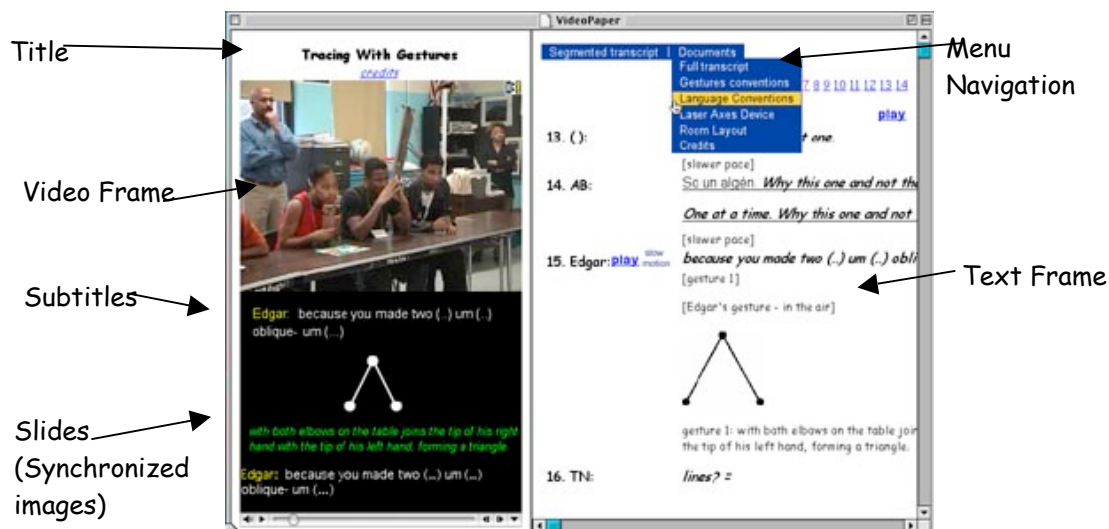 VideoPaper
Title
Tracing With Gestures
credits
Video Frame
Subtitles
Edgar: because you made two (..) um (..)
oblique- um (...)
Slides
(Synchronized
images)
with both elbows on the table joins the tip of his right
hand with the tip of his left hand, forming a triangle.
Edgar: because you made two (...) um (...)
oblique- um (...)
Menu
Navigation
Segmented transcript | Documents
Full transcript
Gestures conventions
7 8 9 10 11 12 13 14
Language Conventions
Laser Axes Device
play
Room Layout
Credits
13. ( ):
one.
[slower pace]
14. AB:
So un algén. Why this one and not the
One at a time. Why this one and not
[slower pace]
15. Edgar: play slow motion because you made two (..) um (..) obli
[gesture 1]
Text Frame
[Edgar's gesture - in the air]
gesture 1: with both elbows on the table joi
the tip of his left hand, forming a triangle.
16. TN:
lines? =